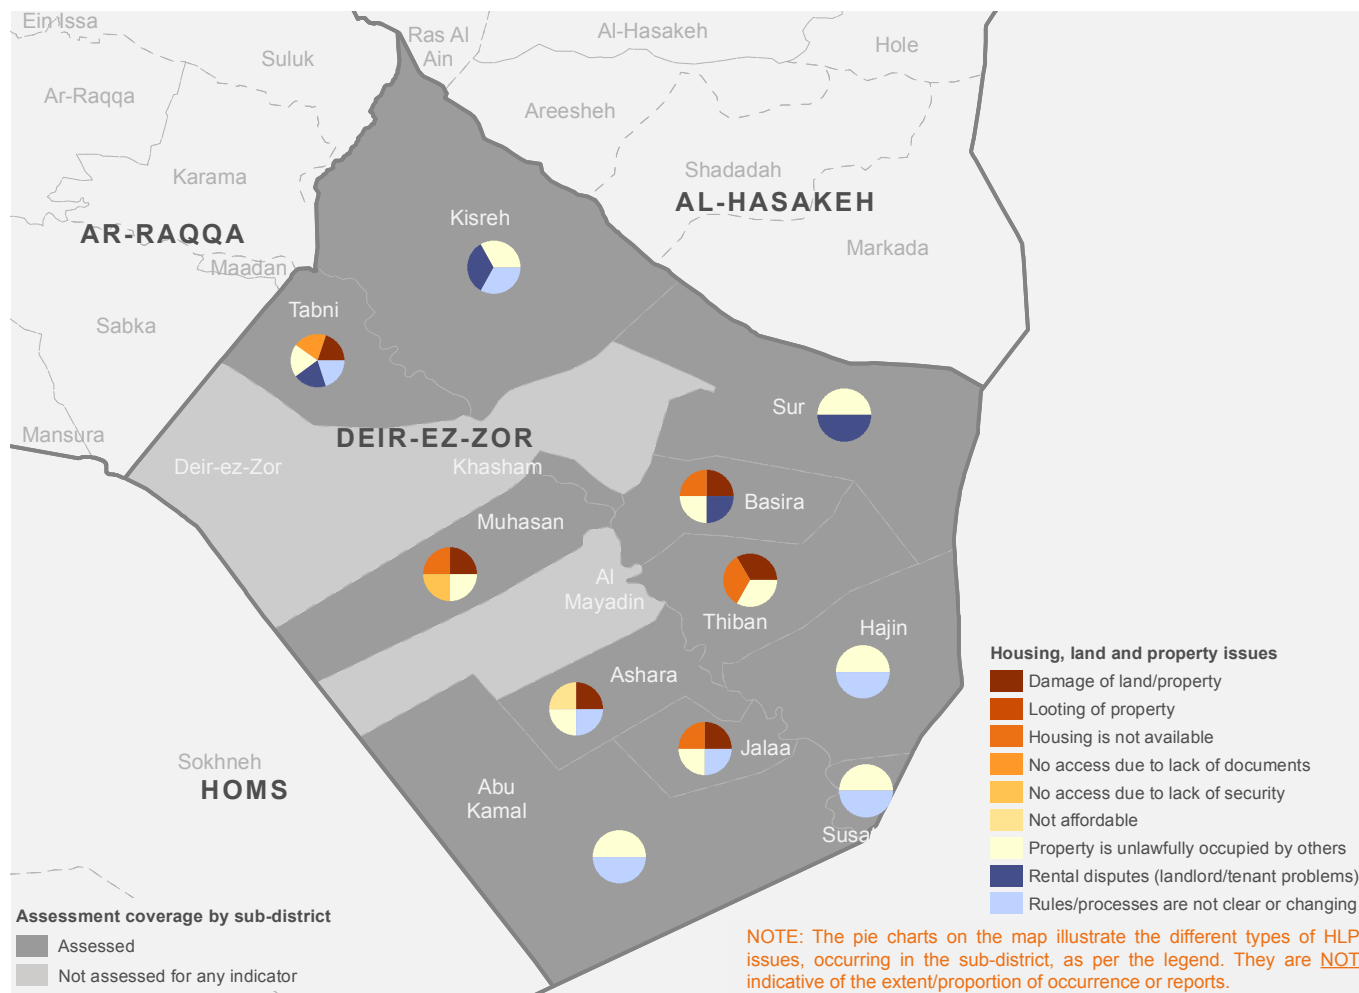 Ein Issa
Ras Al
Ain
Al-Hasakeh
Hole
Suluk
Ar-Raqqa
Areesheh
Karama
Shadadah
AL-HASAKEH
Kisreh
AR-RAQQA
Maadan
Markada
Tabni
Sabka
Sur
Mansura
DEIR-EZ-ZOR
Deir-ez-Zor
Khasham
Basira
Muhasan
Al
Mayadin
Thiban
Hajin
Ashara
Jalaa
Sokhneh
HOMS
Abu
Kamal
Housing, land and property issues
Damage of land/property
Looting of property
Housing is not available
No access due to lack of documents
No access due to lack of security
Not affordable
Property is unlawfully occupied by others
Rental disputes (landlord/tenant problems)
Rules/processes are not clear or changing
Assessment coverage by sub-district
Assessed
Not assessed for any indicator
NOTE: The pie charts on the map illustrate the different types of HLP
issues, occurring in the sub-district, as per the legend. They are NOT
indicative of the extent/proportion of occurrence or reports.